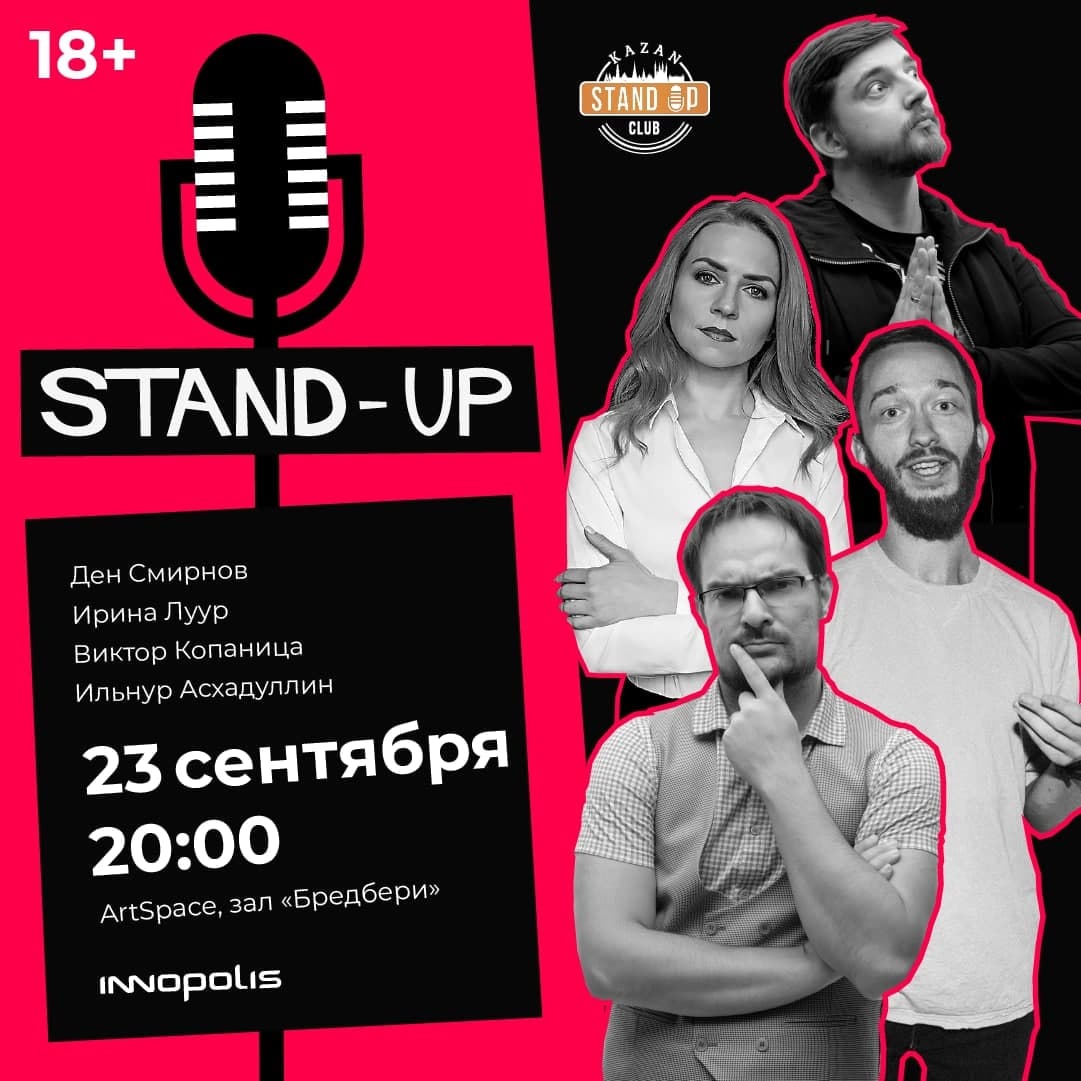 18+
KAZAN
STAND UP
CLUB
STAND-UP
Ден Смирнов
Ирина Луур
Виктор Копаница
Ильнур Асхадуллин
23 сентября
20:00
ArtSpace, зал «Бредбери»
INNOPOLIS